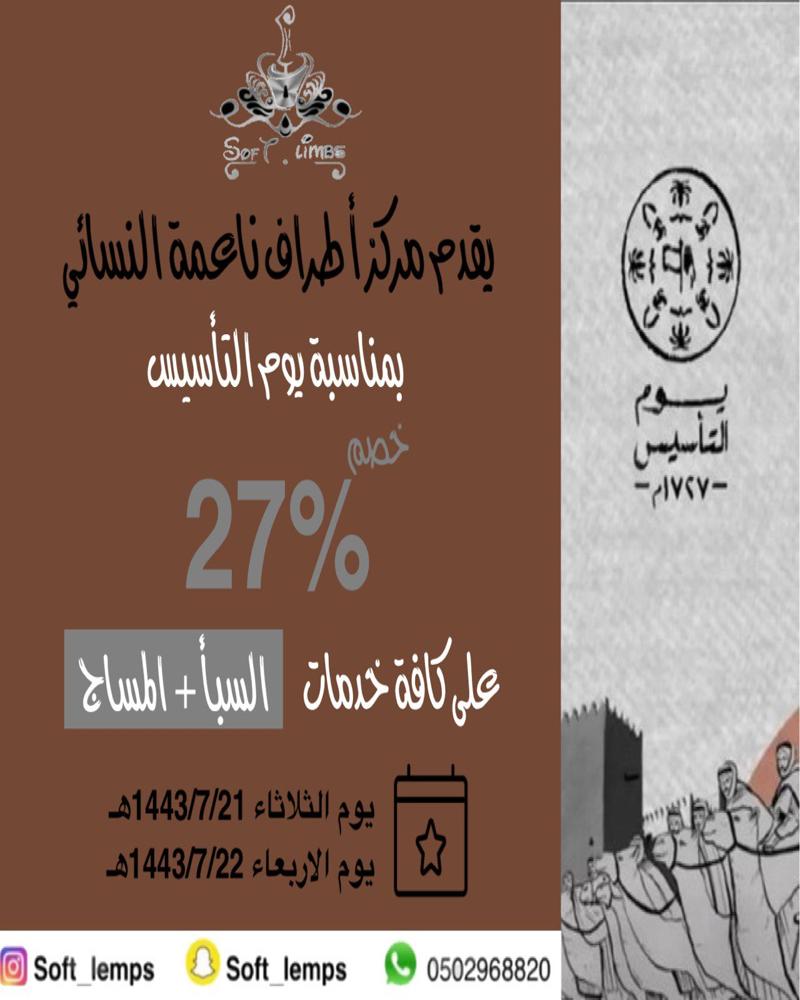 SOFT. LIMBS
يقدم مركز أطراف ناعمة النسائي
بمناسبة يوم التأسيس
خصم
27%
على كافة خدمات السبأ + المساج
يوم الثلاثاء 1443/7/21هـ
يوم الاربعاء 1443/7/22هـ
Soft_lemps
Soft_lemps
0502968820
يـوم
التأسيس
–١٧٢٧م–